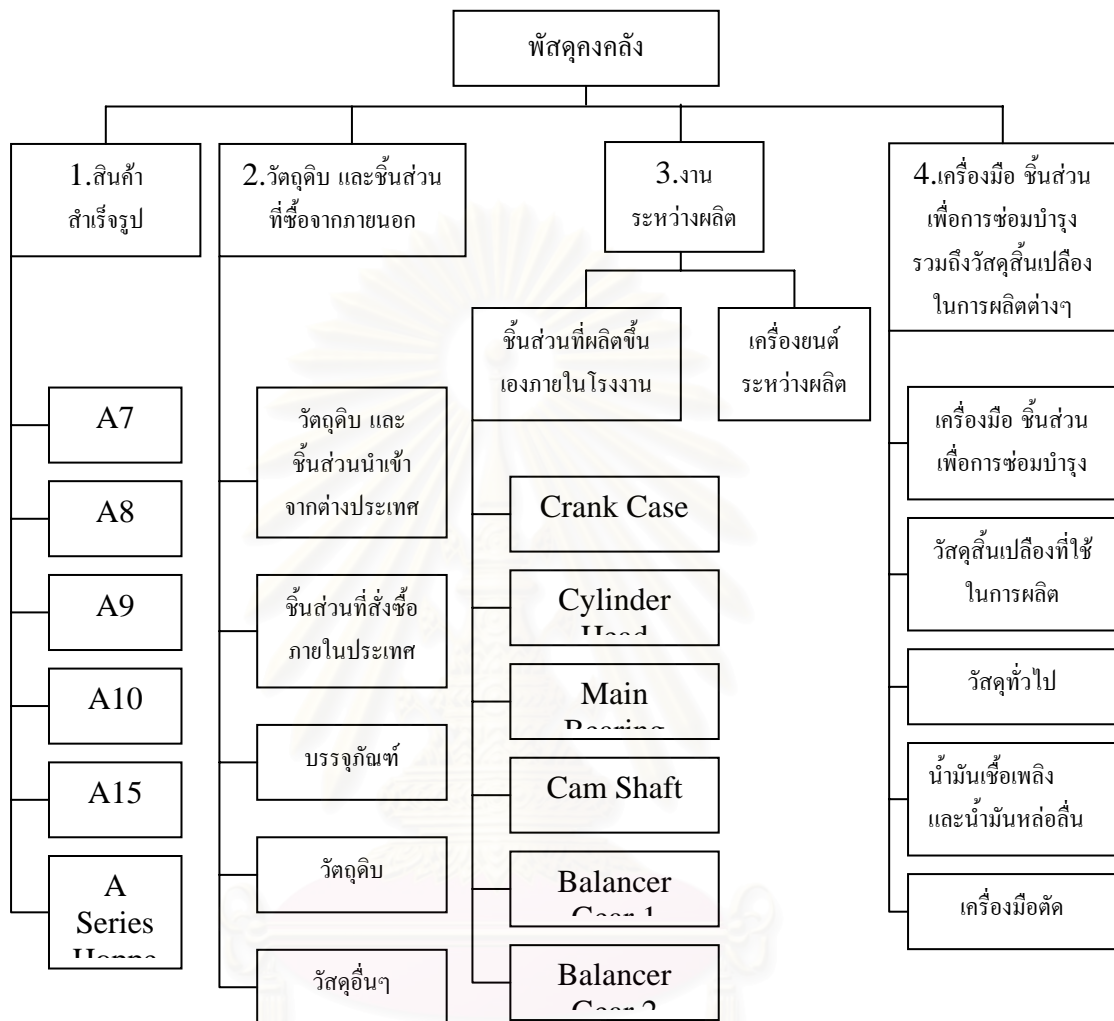 พัสดุคงคลัง
1.สินค้า
สำเร็จรูป
2.วัตถุดิบ และชิ้นส่วน
ที่ซื้อจากภายนอก
3.งาน
ระหว่างผลิต
4.เครื่องมือ ชิ้นส่วน
เพื่อการซ่อมบำรุง
รวมถึงวัสดุสิ้นเปลือง
ในการผลิตต่างๆ
A7
A8
A9
A10
A15
A
Series
วัตถุดิบ และ
ชิ้นส่วนนำเข้า
จากต่างประเทศ
ชิ้นส่วนที่สั่งซื้อ
ภายในประเทศ
บรรจุภัณฑ์
วัตถุดิบ
วัสดุอื่นๆ
ชิ้นส่วนที่ผลิตขึ้น
เองภายในโรงงาน
เครื่องยนต์
ระหว่างผลิต
Crank Case
Cylinder
Head
Main
Bearing
Cam Shaft
Balancer
Gear 1
Balancer
Gear 2
เครื่องมือ ชิ้นส่วน
เพื่อการซ่อมบำรุง
วัสดุสิ้นเปลืองที่ใช้
ในการผลิต
วัสดุทั่วไป
น้ำมันเชื้อเพลิง
และน้ำมันหล่อลื่น
เครื่องมือตัด